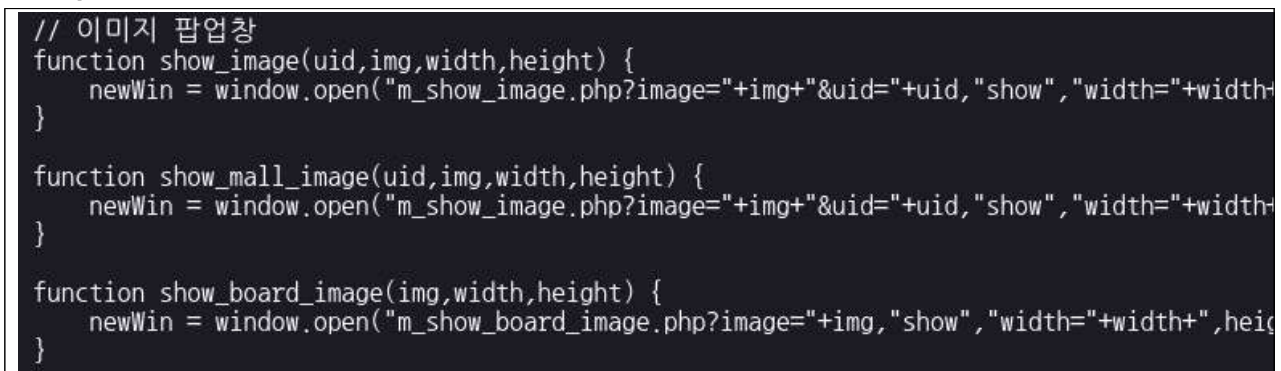 // 이미지 팝업창
function show_image(uid,img,width,height) {
newWin = window.open("m_show_image.php?image="+img+"&uid="+uid,"show","width="+width+
}
function show_mall_image(uid,img,width,height) {
newWin = window.open("m_show_image.php?image="+img+"&uid="+uid,"show","width="+width+
}
function show_board_image(img,width,height) {
newWin = window.open("m_show_board_image.php?image="+img,"show","width="+width+",heig
}